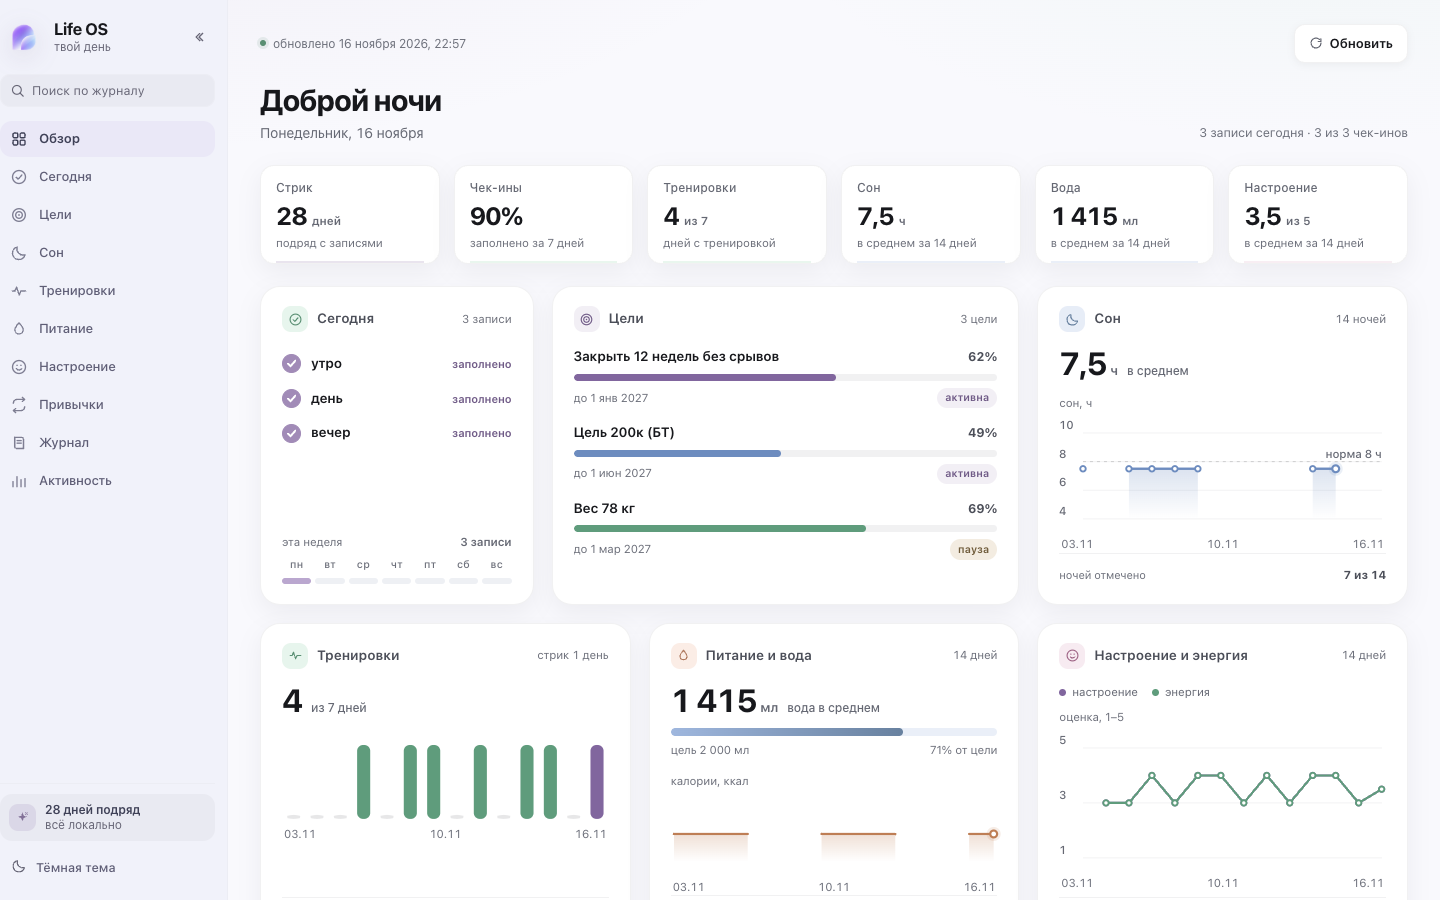 Life OS
твой день
Поиск по журналу
Обзор
Сегодня
Цели
Сон
Тренировки
Питание
Настроение
Привычки
Журнал
Активность
28 дней подряд
всё локально
Тёмная тема
обновлено 16 ноября 2026, 22:57
Обновить
Доброй ночи
Понедельник, 16 ноября
3 записи сегодня · 3 из 3 чек-инов
Стрик
28 дней
подряд с записями
Чек-ины
90%
заполнено за 7 дней
Тренировки
4 из 7
дней с тренировкой
Сон
7,5 ч
в среднем за 14 дней
Вода
1 415 мл
в среднем за 14 дней
Настроение
3,5 из 5
в среднем за 14 дней
Сегодня 3 записи
утро заполнено
день заполнено
вечер заполнено
эта неделя 3 записи
пн вт ср чт пт сб вс
Цели 3 цели
Закрыть 12 недель без срывов 62%
до 1 янв 2027 активна
Цель 200к (БТ) 49%
до 1 июн 2027 активна
Вес 78 кг 69%
до 1 мар 2027 пауза
Сон 14 ночей
7,5 ч в среднем
сон, ч
10
8 норма 8 ч
6
4
03.11 10.11 16.11
ночей отмечено 7 из 14
Тренировки стрик 1 день
4 из 7 дней
03.11 10.11 16.11
Питание и вода 14 дней
1 415 мл вода в среднем
цель 2 000 мл 71% от цели
калории, ккал
03.11 10.11 16.11
Настроение и энергия 14 дней
настроение энергия
оценка, 1–5
5
3
1
03.11 10.11 16.11